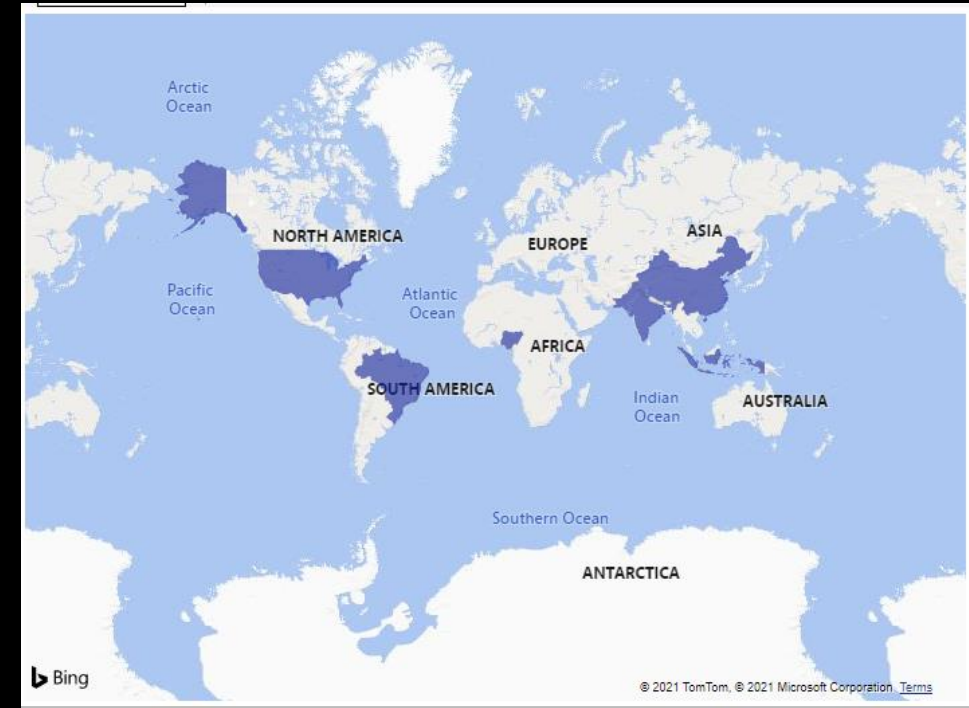 Arctic
Ocean
NORTH AMERICA
ASIA
EUROPE
Pacific
Ocean
Atlantic
Ocean
AFRICA
SOUTH AMERICA
Indian
Ocean
AUSTRALIA
Southern Ocean
ANTARCTICA
Bing
© 2021 TomTom, © 2021 Microsoft Corporation Terms